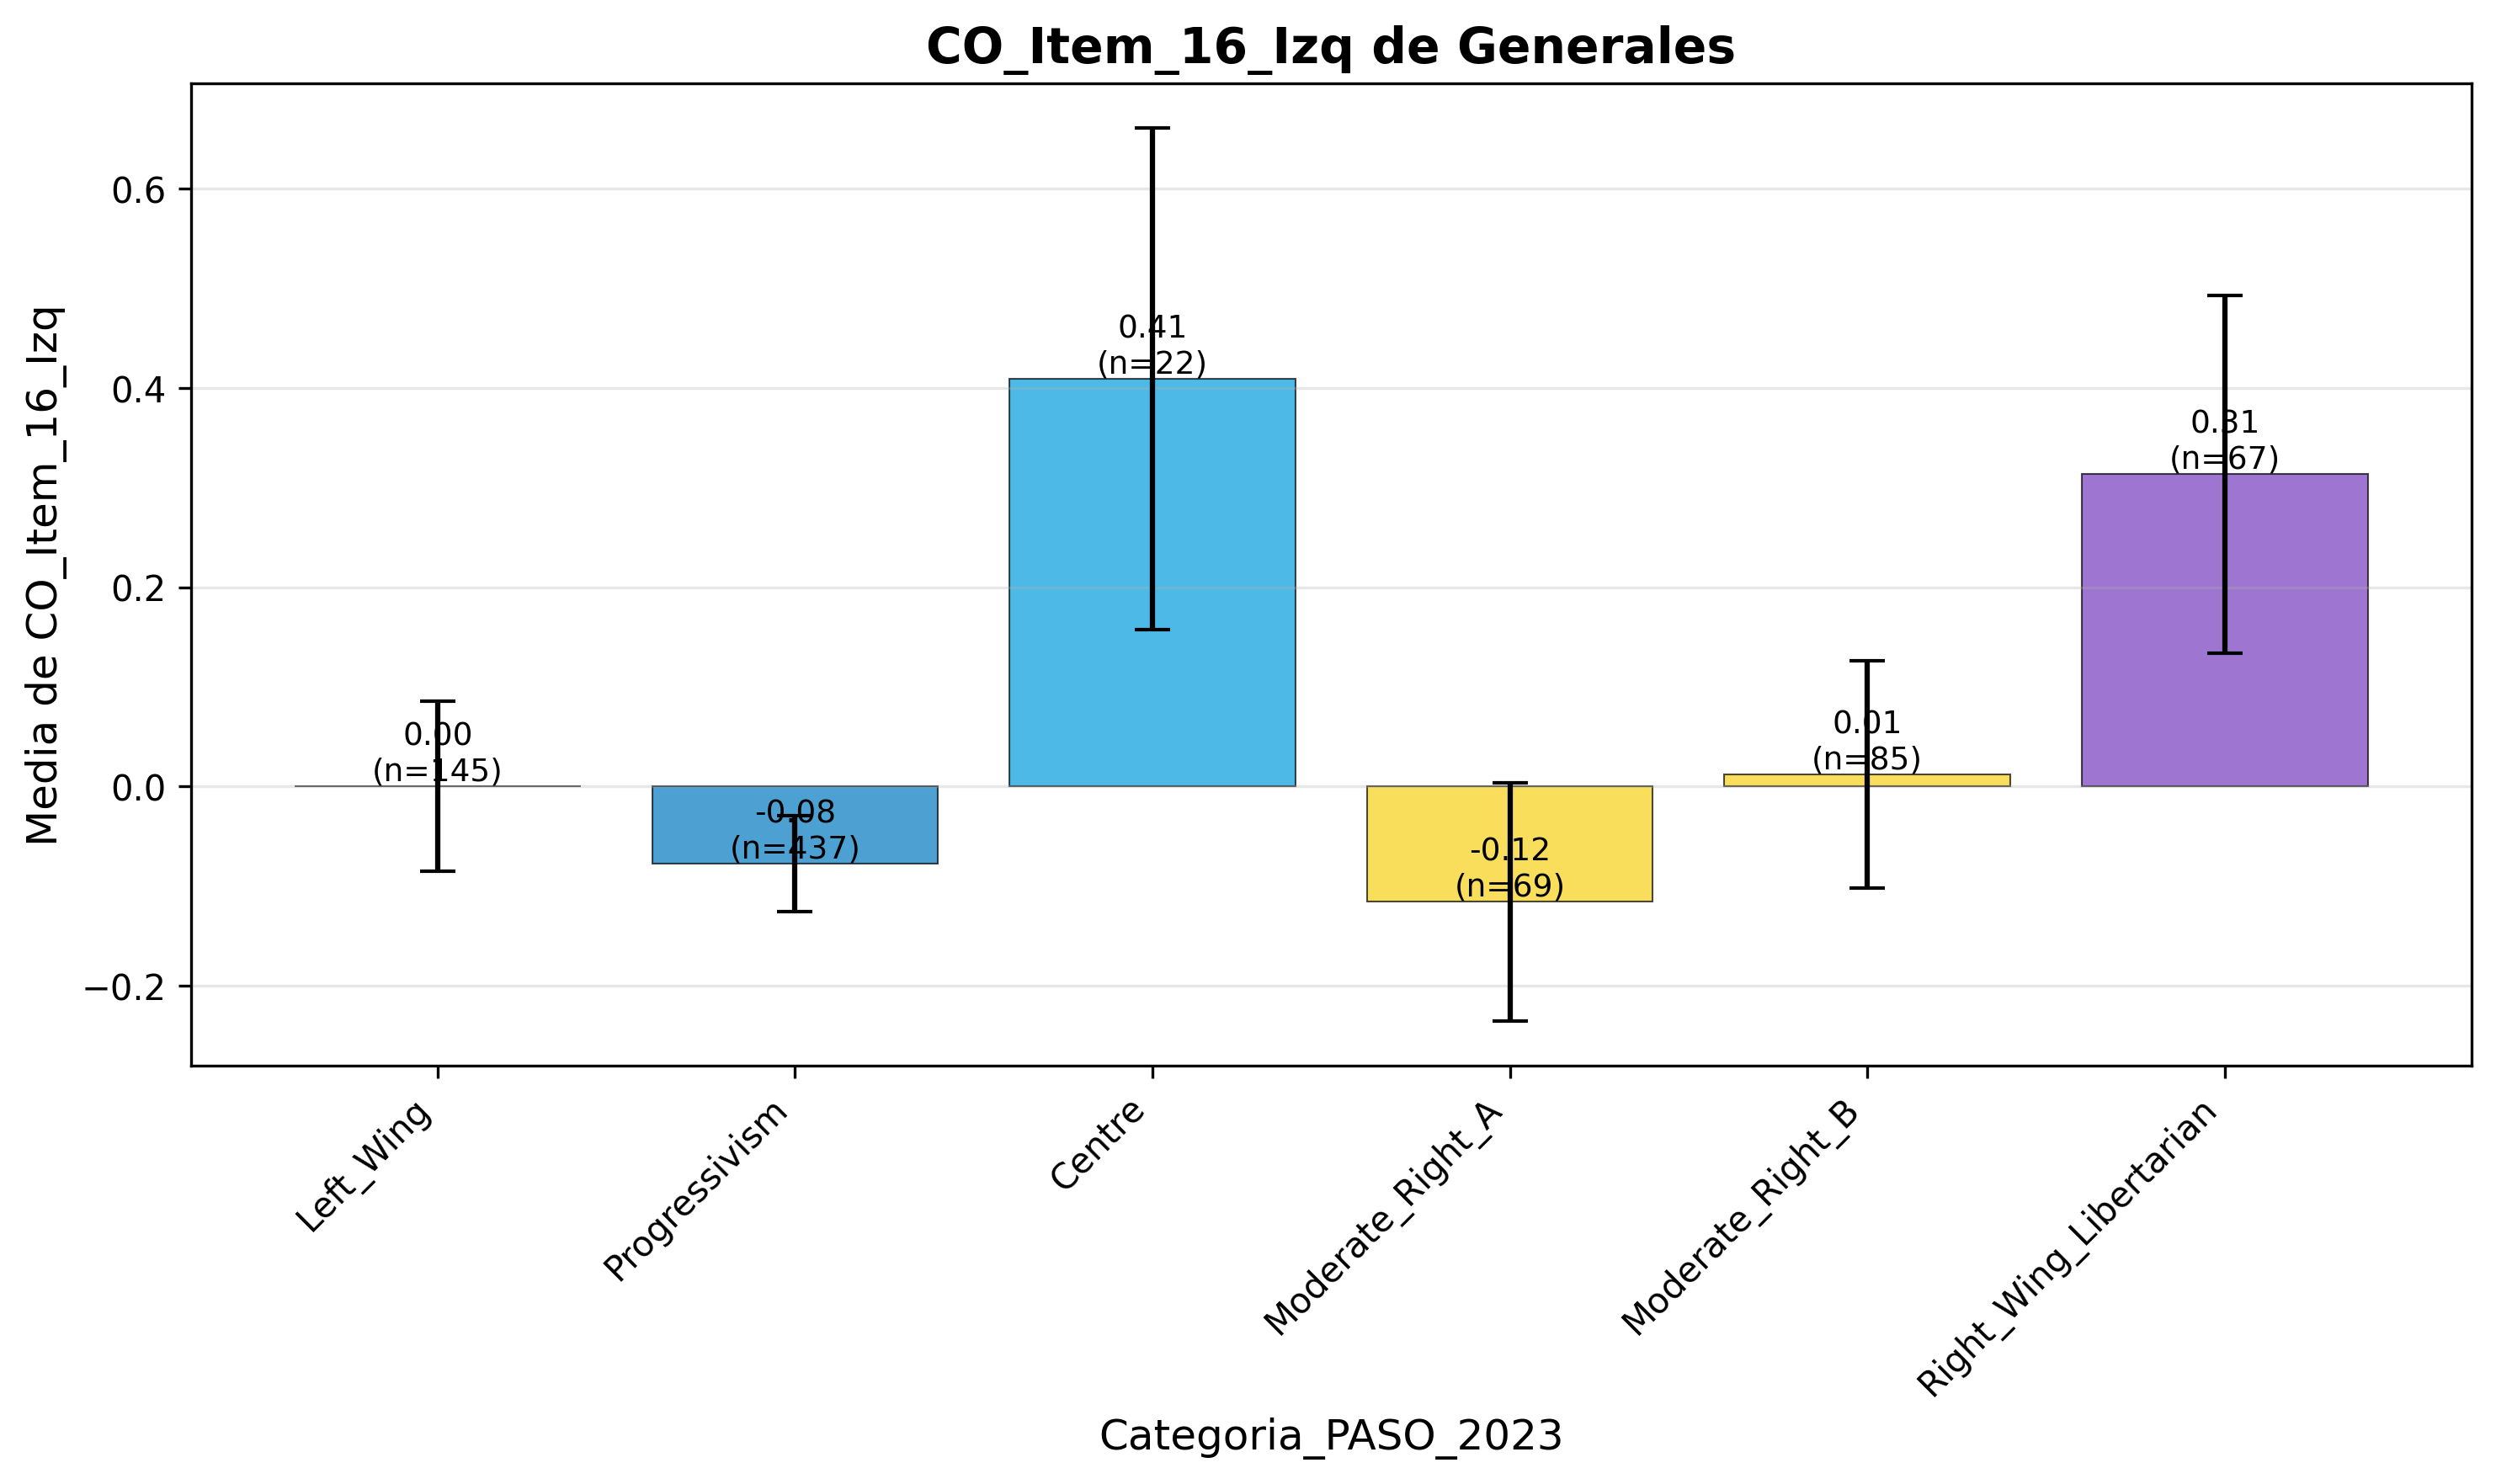 CO_Item_16_Izq de Generales
Media de CO_Item_16_Izq
0.6
0.4
0.2
0.0
−0.2
0.00
(n=145)
-0.08
(n=437)
0.41
(n=22)
-0.12
(n=69)
0.01
(n=85)
0.31
(n=67)
Left_Wing
Progressivism
Centre
Moderate_Right_A
Moderate_Right_B
Right_Wing_Libertarian
Categoria_PASO_2023